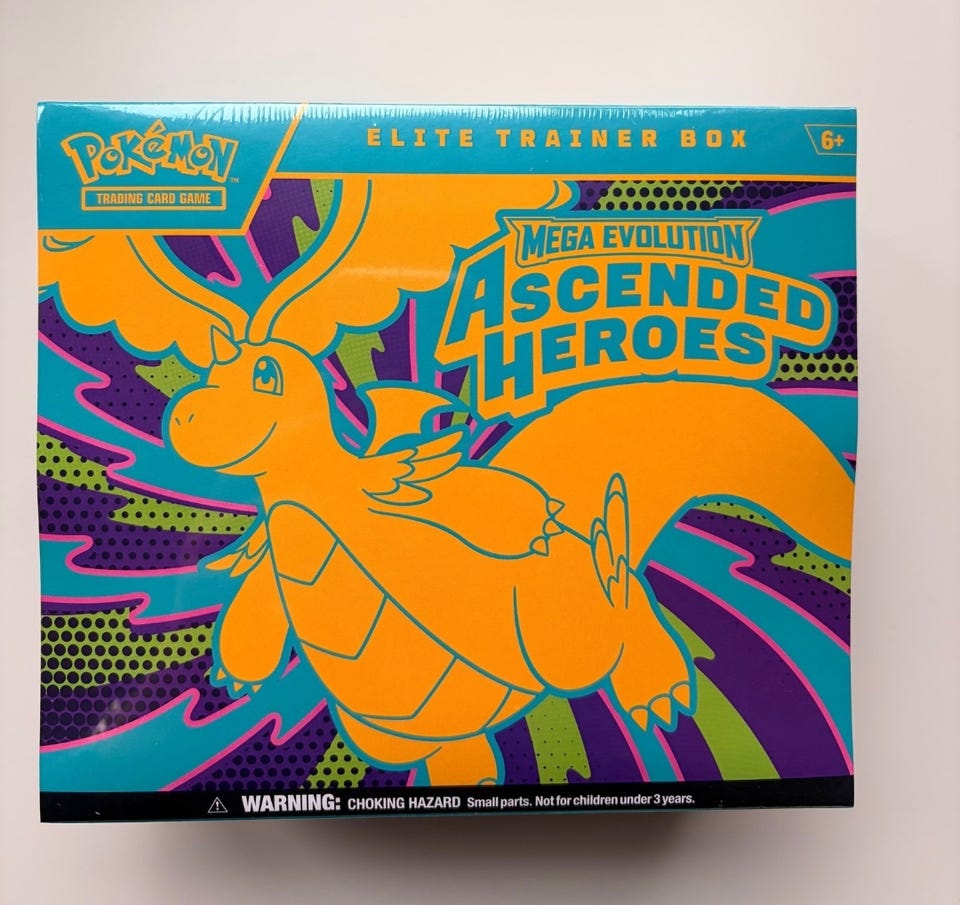 POKéMON
TRADING CARD GAME
ELITE TRAINER BOX
6+
MEGA EVOLUTION
ASCENDED
HEROES
⚠ WARNING: CHOKING HAZARD Small parts. Not for children under 3 years.